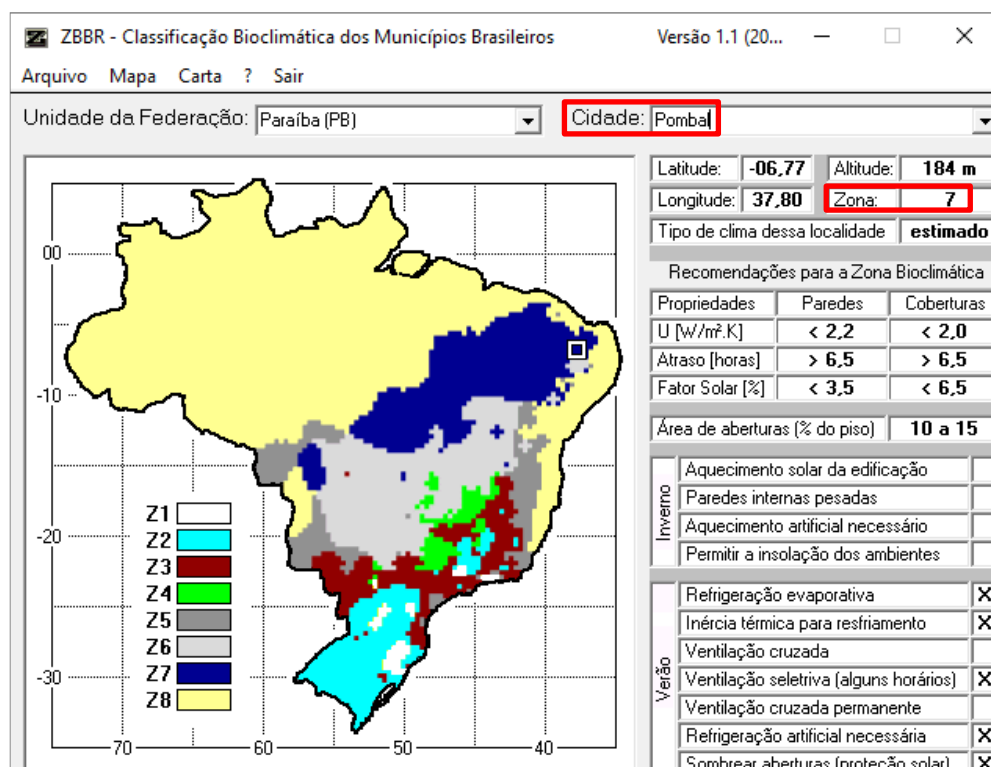 ZBBR - Classificação Bioclimática dos Municípios Brasileiros Versão 1.1 (20...
Arquivo Mapa Carta ? Sair
Unidade da Federação: Paraíba (PB) Cidade: Pombal
Latitude: -06,77 Altitude: 184 m
Longitude: 37,80 Zona: 7
Tipo de clima dessa localidade estimado
Recomendações para a Zona Bioclimática
Propriedades Paredes Coberturas
U [W/m².K] < 2,2 < 2,0
Atraso [horas] > 6,5 > 6,5
Fator Solar [%] < 3,5 < 6,5
Área de aberturas (% do piso) 10 a 15
Inverno
Aquecimento solar da edificação
Paredes internas pesadas
Aquecimento artificial necessário
Permitir a insolação dos ambientes
Verão
Refrigeração evaporativa X
Inércia térmica para resfriamento X
Ventilação cruzada
Ventilação seletriva (alguns horários) X
Ventilação cruzada permanente
Refrigeração artificial necessária X
Sombrear aberturas (proteção solar) X
00
-10
-20
-30
-70 -60 -50 -40
Z1
Z2
Z3
Z4
Z5
Z6
Z7
Z8